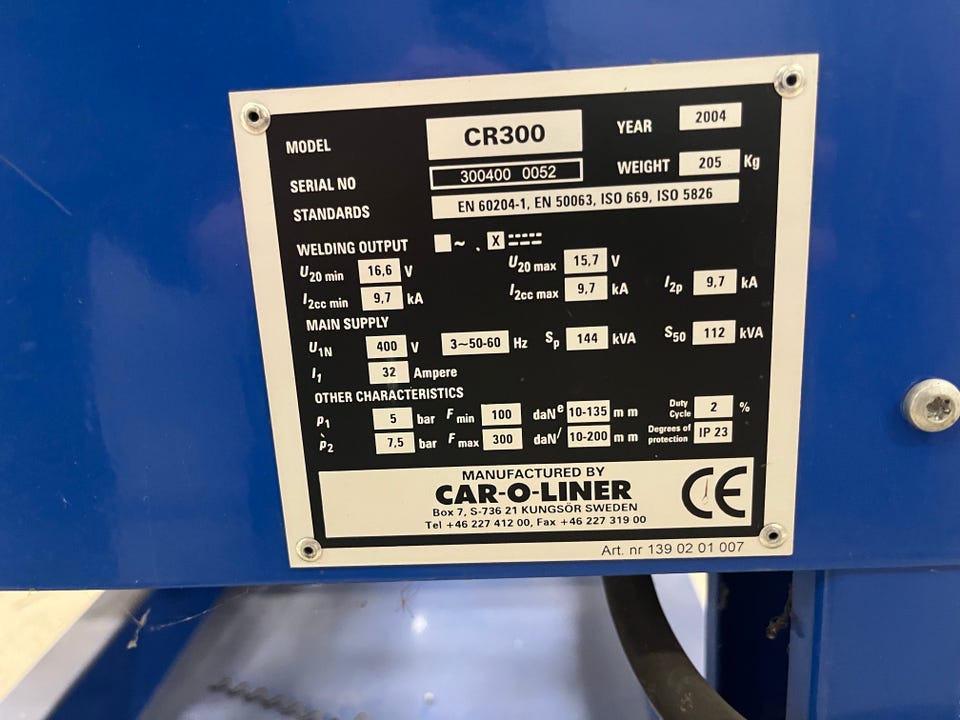 MODEL CR300 YEAR 2004
SERIAL NO 300400 0052 WEIGHT 205 Kg
STANDARDS EN 60204-1, EN 50063, ISO 669, ISO 5826
WELDING OUTPUT ~ . X
U20 min 16,6 V U20 max 15,7 V
I2cc min 9,7 kA I2cc max 9,7 kA I2p 9,7 kA
MAIN SUPPLY
U1N 400 V 3~50-60 Hz Sp 144 kVA S50 112 kVA
I1 32 Ampere
OTHER CHARACTERISTICS
p1 5 bar F min 100 daN e 10-135 m m Duty Cycle 2 %
p2 7,5 bar F max 300 daN l 10-200 m m Degrees of protection IP 23
MANUFACTURED BY
CAR-O-LINER CE
Box 7, S-736 21 KUNGSÖR SWEDEN
Tel +46 227 412 00, Fax +46 227 319 00
Art. nr 139 02 01 007